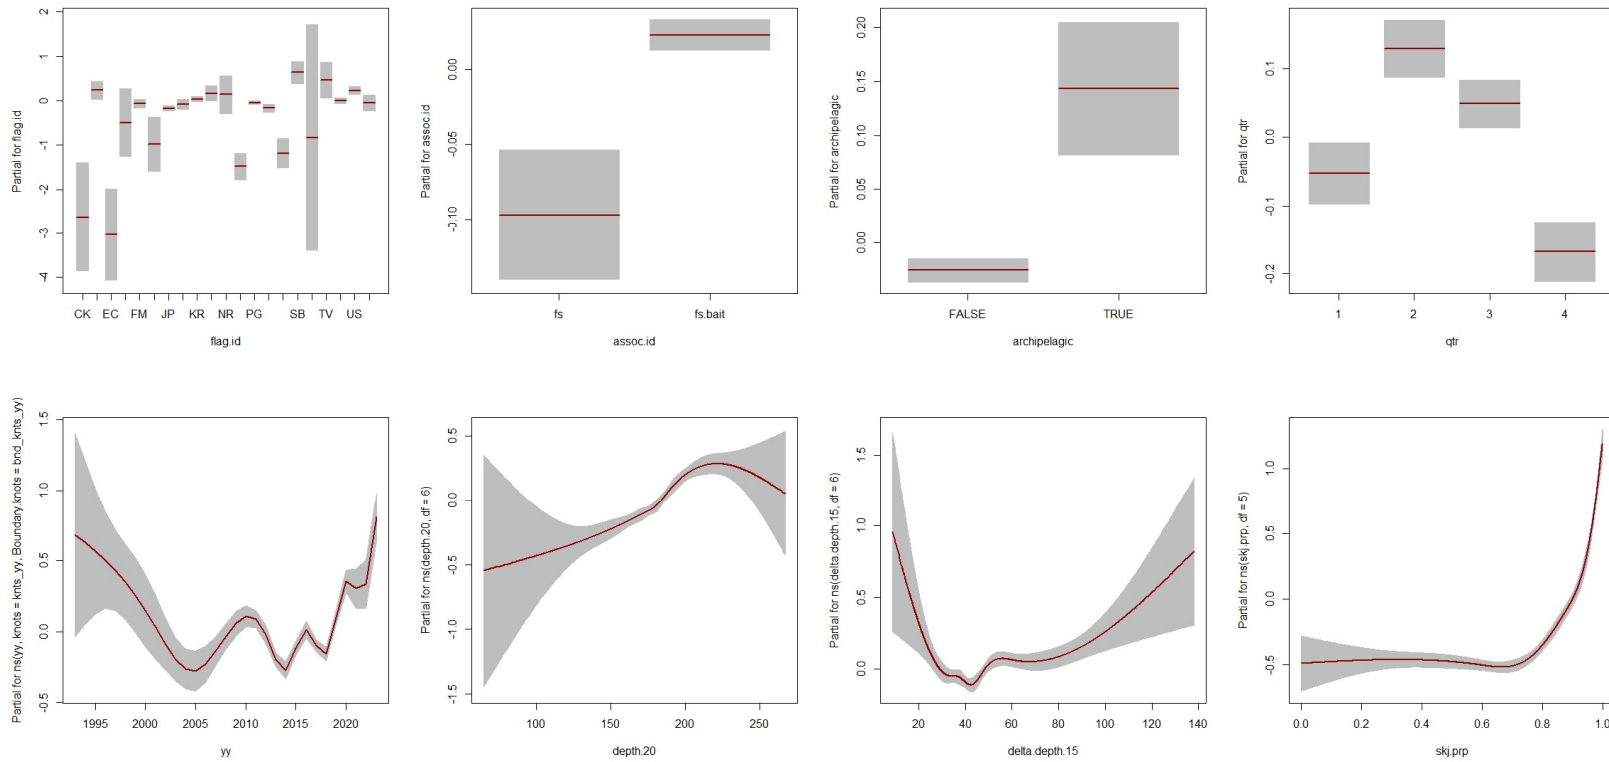 Partial for flag.id
-4 -3 -2 -1 0 1 2
CK EC FM JP KR NR PG SB TV US
flag.id
Partial for assoc.id
-0.10 -0.05 0.00
fs fs.bait
assoc.id
Partial for archipelagic
0.00 0.05 0.10 0.15 0.20
FALSE TRUE
archipelagic
Partial for qtr
-0.2 -0.1 0.0 0.1
1 2 3 4
qtr
Partial for ns(yy, knots = knts_yy, Boundary.knots = bnd_knts_yy)
-0.5 0.0 0.5 1.0 1.5
1995 2000 2005 2010 2015 2020
yy
Partial for ns(depth.20, df = 6)
-1.5 -1.0 -0.5 0.0 0.5
100 150 200 250
depth.20
Partial for ns(delta.depth.15, df = 6)
0.0 0.5 1.0 1.5
20 40 60 80 100 120 140
delta.depth.15
Partial for ns(skj.prp, df = 5)
-0.5 0.0 0.5 1.0
0.0 0.2 0.4 0.6 0.8 1.0
skj.prp